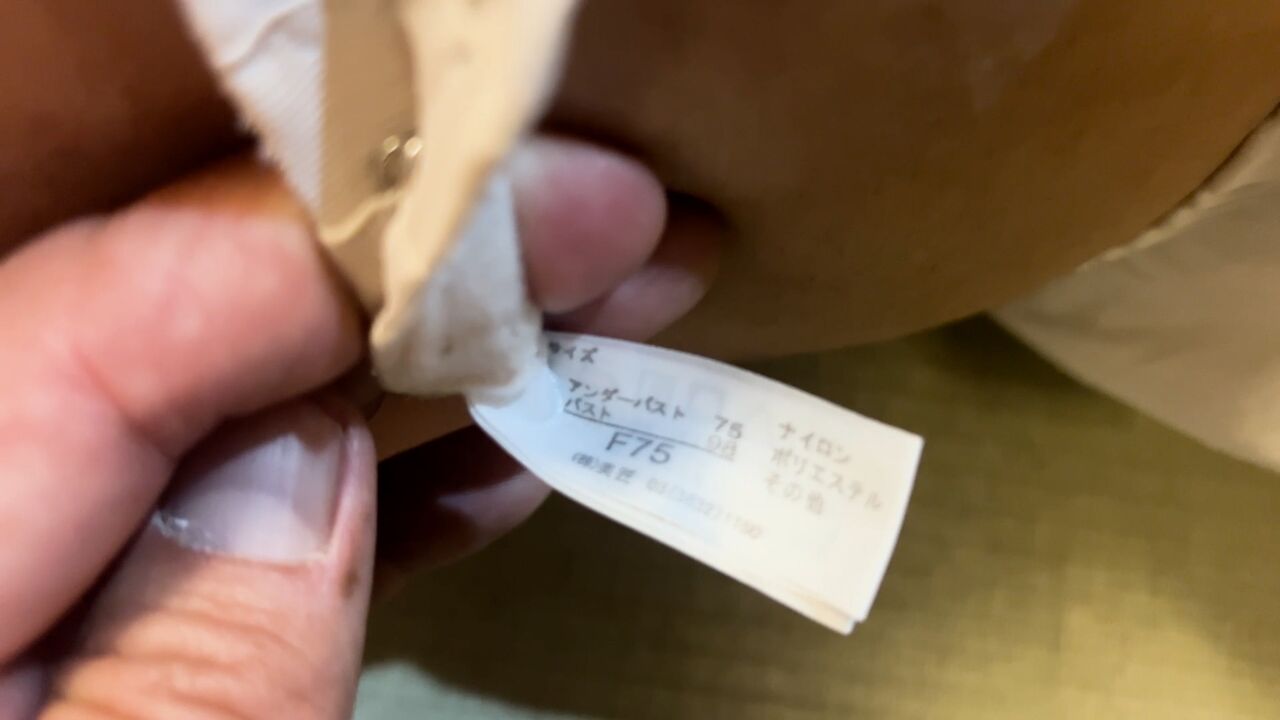 サイズ
アンダーバスト 75
バスト 98
F75
ナイロン
ポリエステル
その他